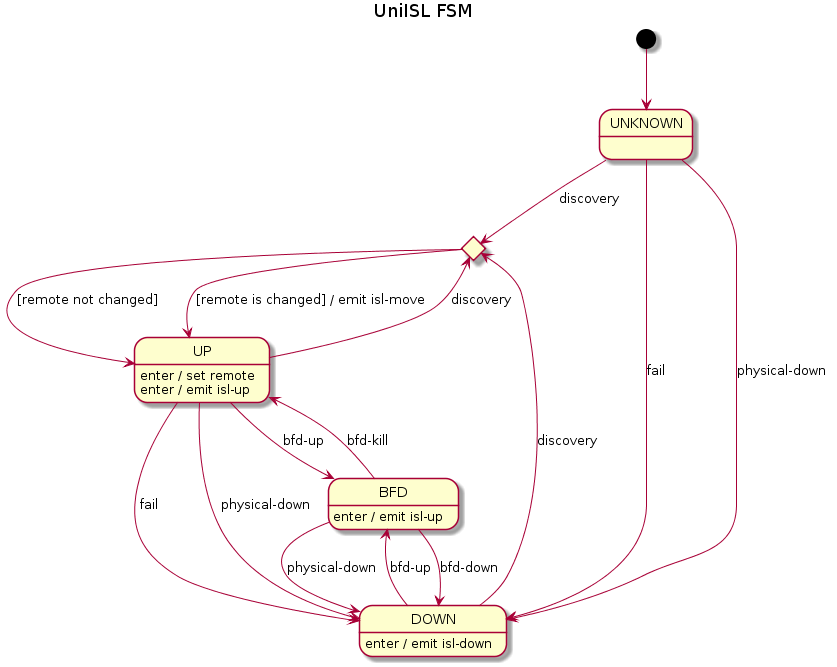 UniISL FSM
UNKNOWN
discovery
[remote not changed]
[remote is changed] / emit isl-move
discovery
UP
enter / set remote
enter / emit isl-up
fail
physical-down
bfd-up
bfd-kill
discovery
BFD
enter / emit isl-up
fail
physical-down
physical-down
bfd-up
bfd-down
DOWN
enter / emit isl-down